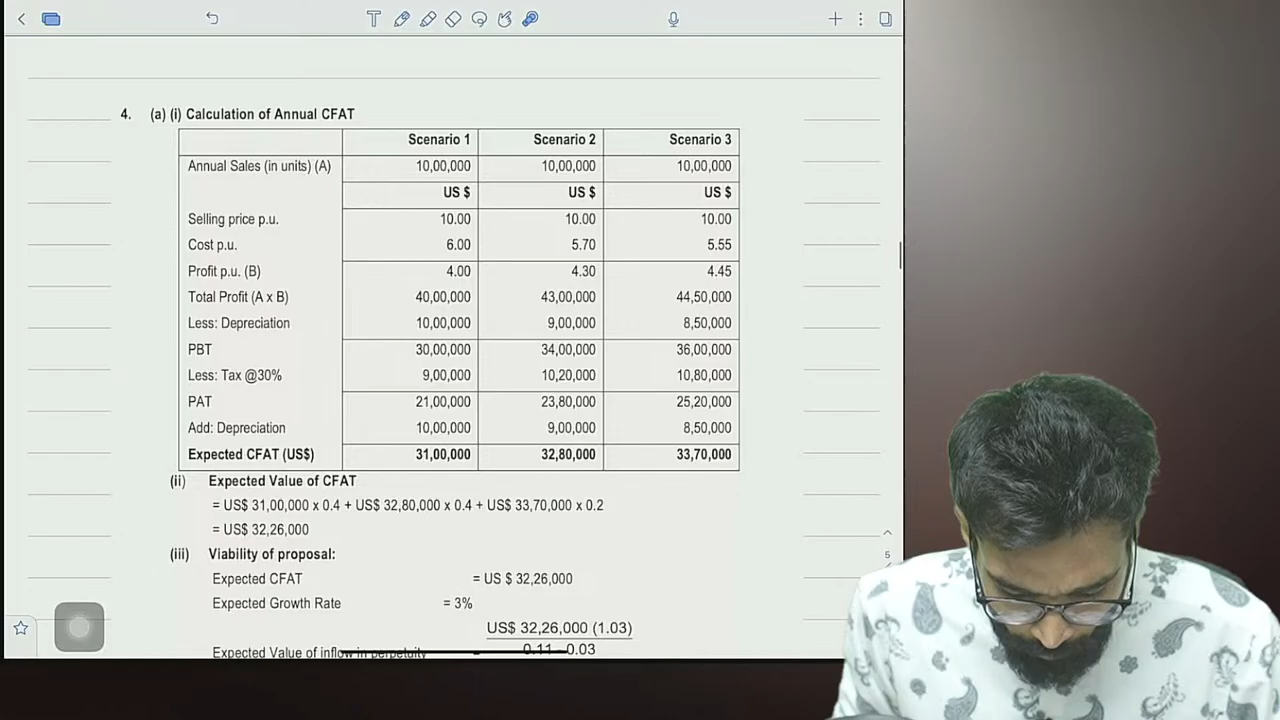 4. (a) (i) Calculation of Annual CFAT
Scenario 1 Scenario 2 Scenario 3
Annual Sales (in units) (A) 10,00,000 10,00,000 10,00,000
US $ US $ US $
Selling price p.u. 10.00 10.00 10.00
Cost p.u. 6.00 5.70 5.55
Profit p.u. (B) 4.00 4.30 4.45
Total Profit (A x B) 40,00,000 43,00,000 44,50,000
Less: Depreciation 10,00,000 9,00,000 8,50,000
PBT 30,00,000 34,00,000 36,00,000
Less: Tax @30% 9,00,000 10,20,000 10,80,000
PAT 21,00,000 23,80,000 25,20,000
Add: Depreciation 10,00,000 9,00,000 8,50,000
Expected CFAT (US$) 31,00,000 32,80,000 33,70,000
(ii) Expected Value of CFAT
= US$ 31,00,000 x 0.4 + US$ 32,80,000 x 0.4 + US$ 33,70,000 x 0.2
= US$ 32,26,000
(iii) Viability of proposal:
Expected CFAT = US $ 32,26,000
Expected Growth Rate = 3%
US$ 32,26,000 (1.03)
Expected Value of inflow in perpetuity = 0.11 - 0.03
5